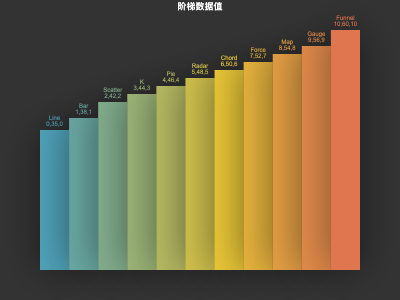 阶梯数据值
Line
0,35,0
Bar
1,38,1
Scatter
2,42,2
K
3,44,3
Pie
4,46,4
Radar
5,48,5
Chord
6,50,6
Force
7,52,7
Map
8,54,8
Gauge
9,56,9
Funnel
10,60,10